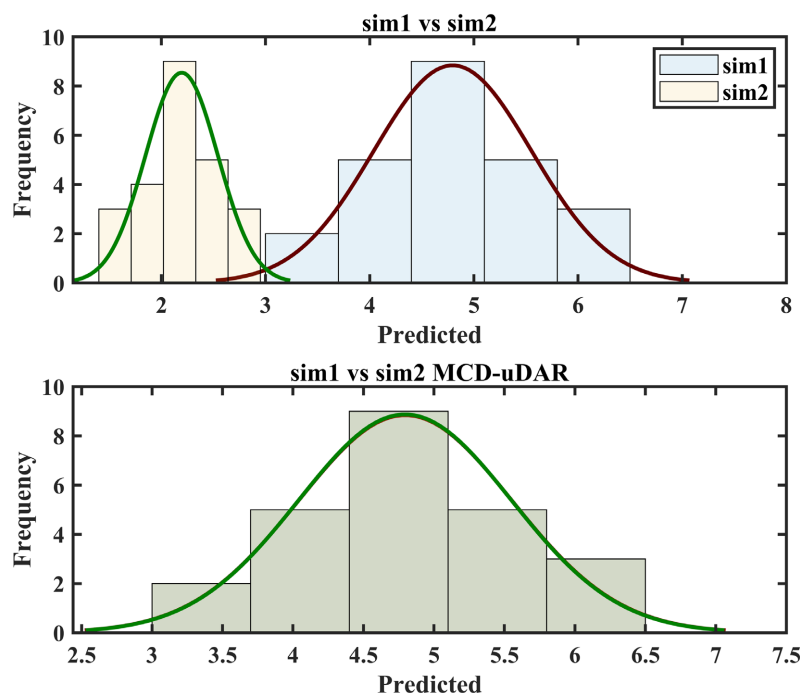 sim1 vs sim2
10
8
6
4
2
0
Frequency
sim1
sim2
2 3 4 5 6 7 8
Predicted
sim1 vs sim2 MCD-uDAR
10
8
6
4
2
0
Frequency
2.5 3 3.5 4 4.5 5 5.5 6 6.5 7 7.5
Predicted